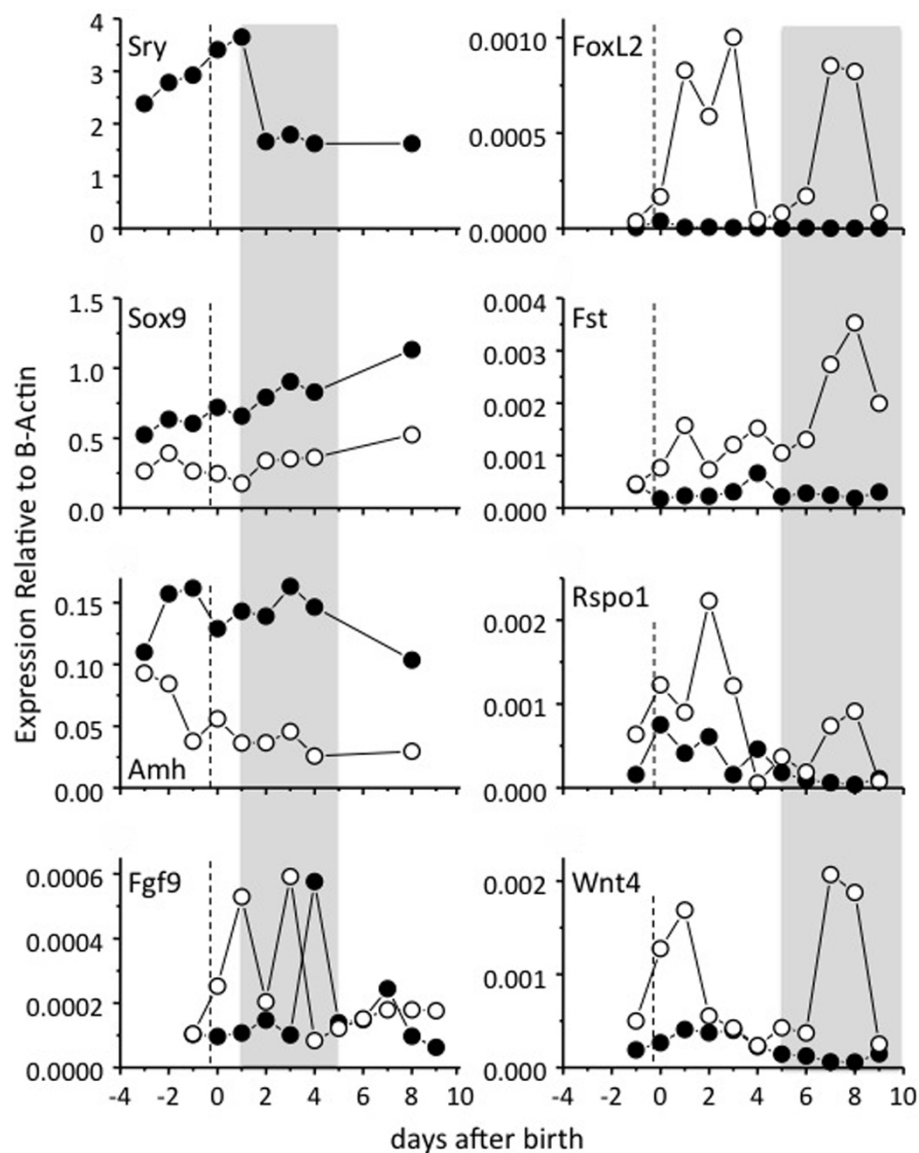 Expression Relative to B-Actin
Sry
4
3
2
1
0
Sox9
1.5
1.0
0.5
0.0
Amh
0.15
0.10
0.05
0.00
Fgf9
0.0006
0.0004
0.0002
0.0000
-4 -2 0 2 4 6 8 10
FoxL2
0.0010
0.0005
0.0000
Fst
0.004
0.003
0.002
0.001
0.000
Rspo1
0.002
0.001
0.000
Wnt4
0.002
0.001
0.000
-4 -2 0 2 4 6 8 10
days after birth